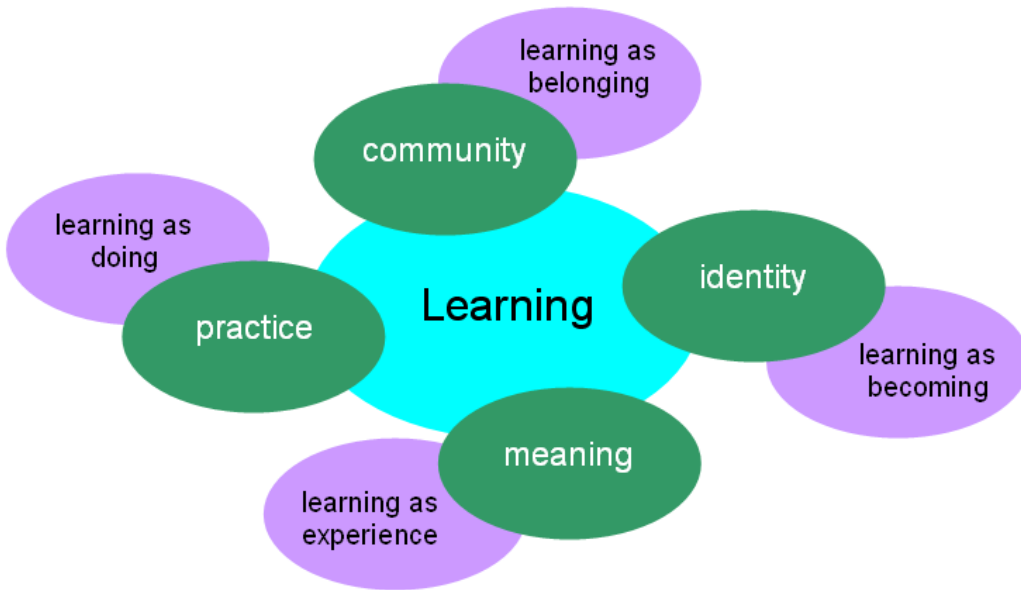 learning as
belonging
community
learning as
doing
identity
Learning
practice
learning as
becoming
meaning
learning as
experience